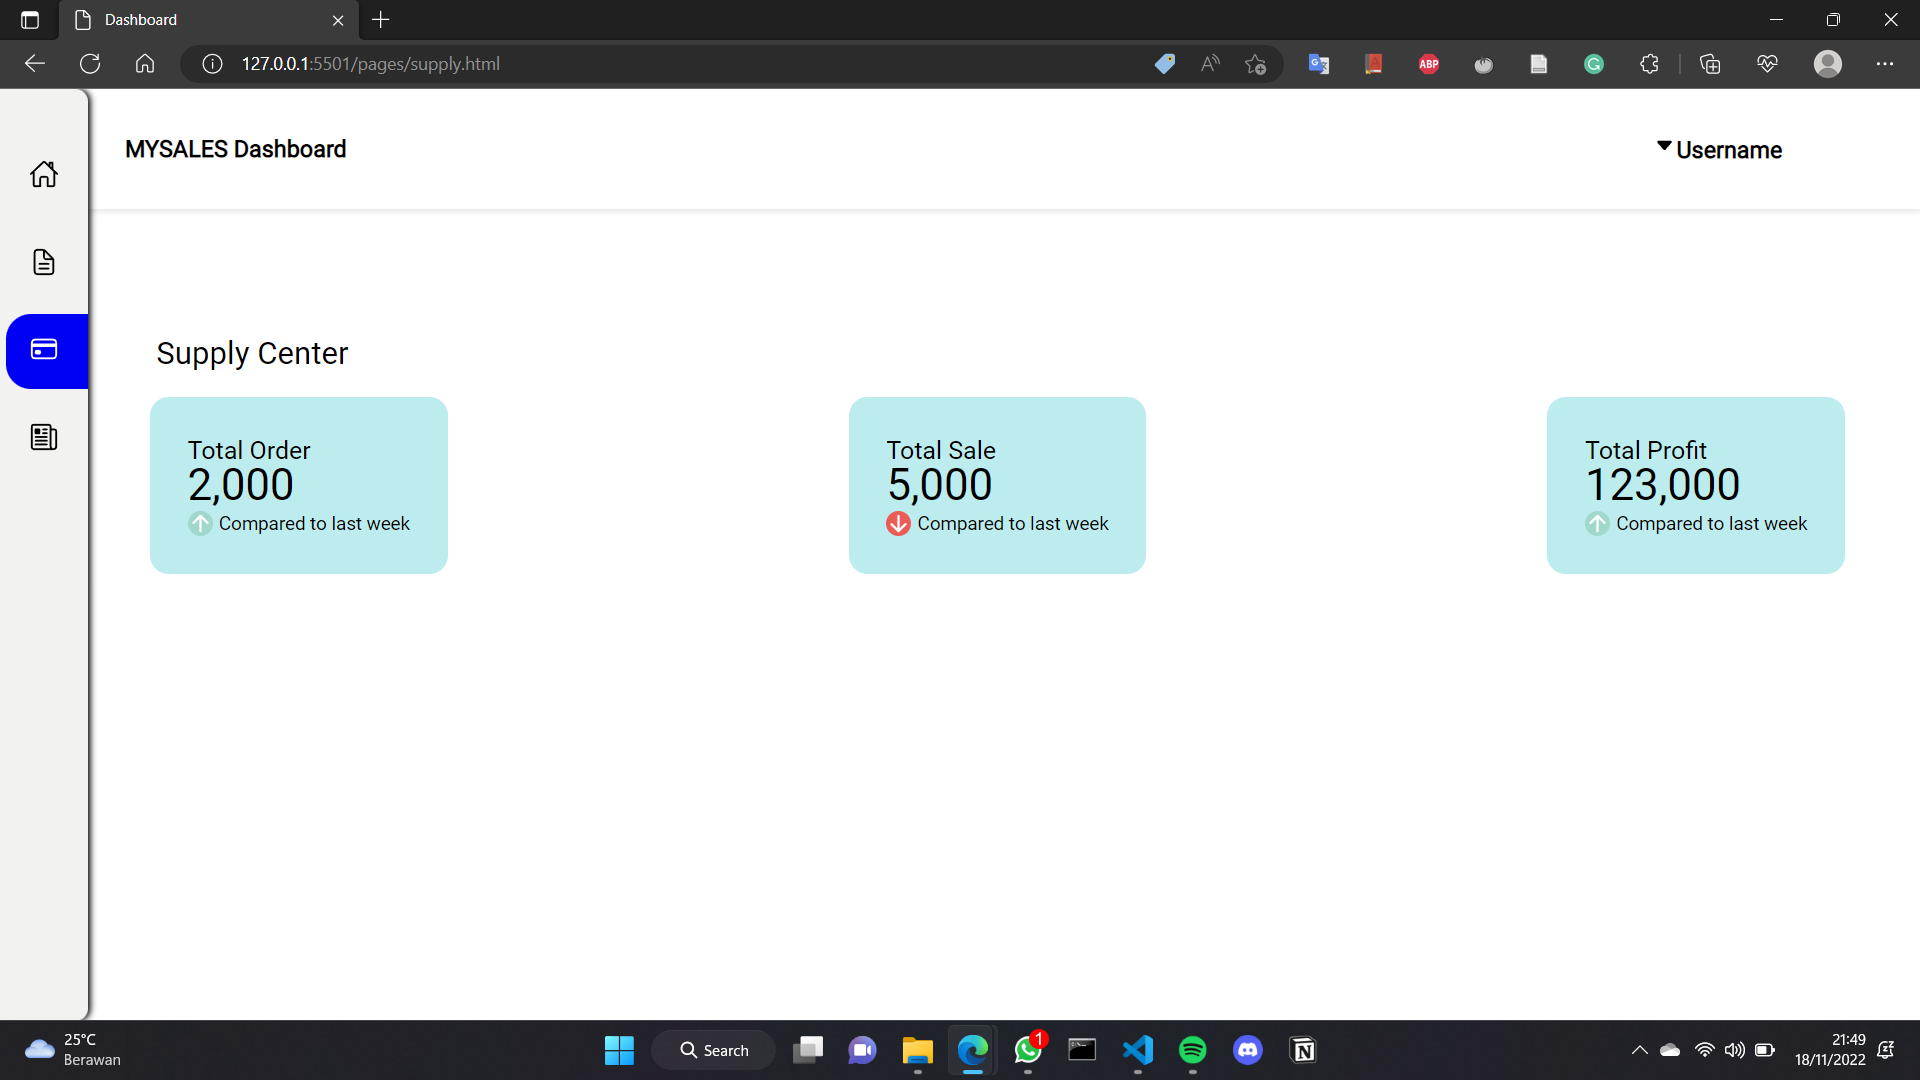 Dashboard
127.0.0.1:5501/pages/supply.html
ABP
MYSALES Dashboard
Username
Supply Center
Total Order
2,000
Compared to last week
Total Sale
5,000
Compared to last week
Total Profit
123,000
Compared to last week
25°C
Berawan
Search
1
21:49
18/11/2022